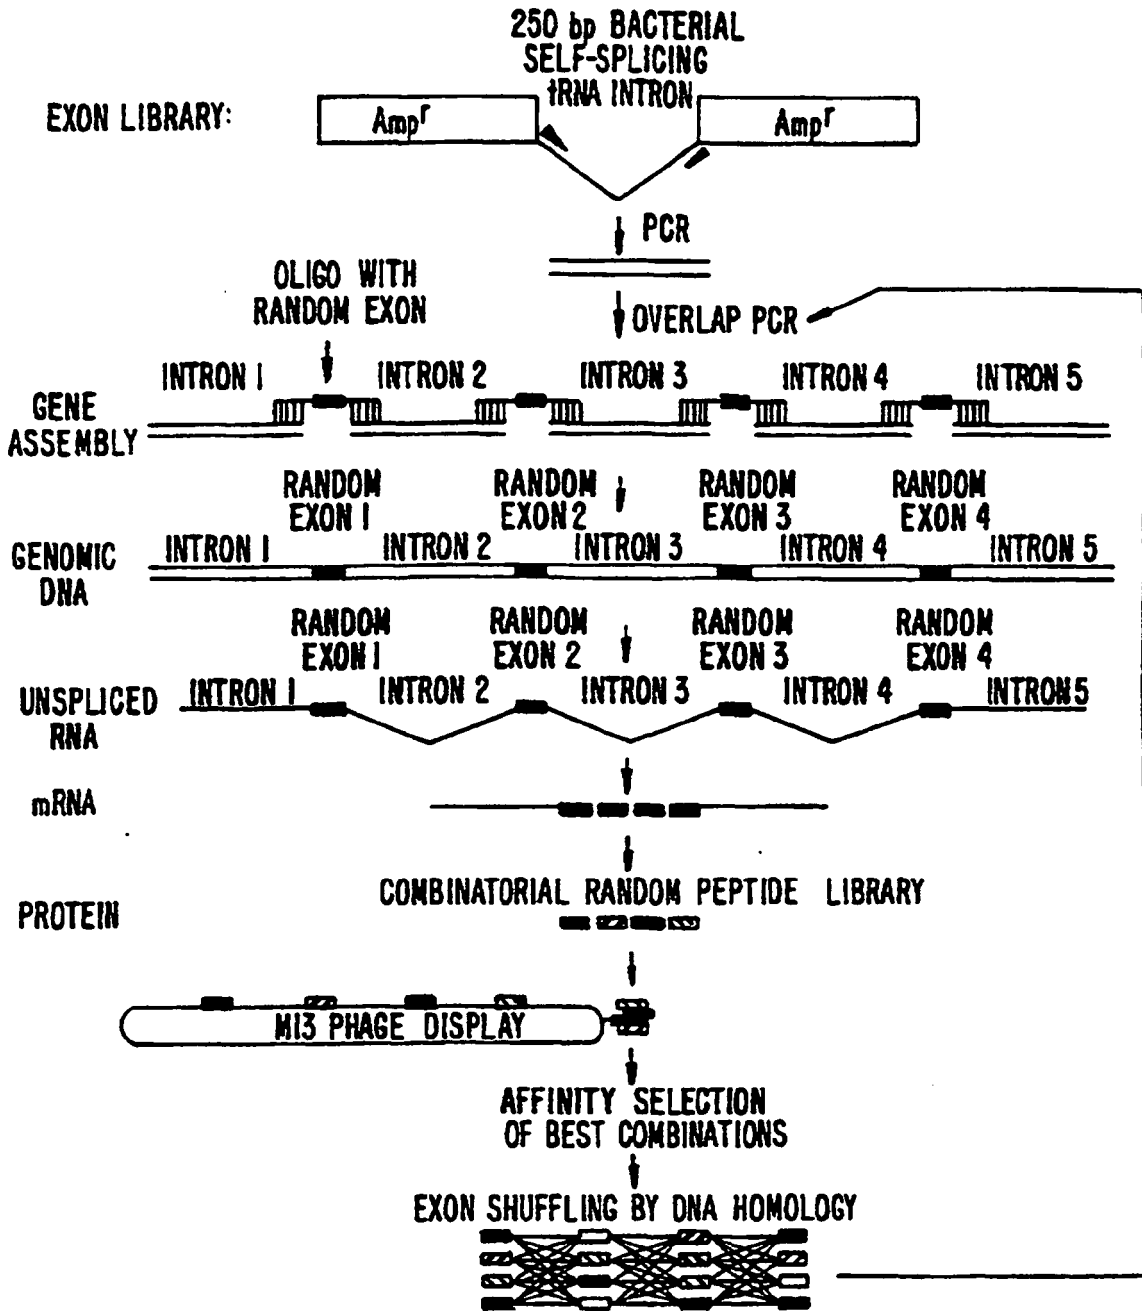 250 bp BACTERIAL
SELF-SPLICING
tRNA INTRON
EXON LIBRARY:
Ampr
Ampr
PCR
OLIGO WITH
RANDOM EXON
OVERLAP PCR
INTRON 1
INTRON 2
INTRON 3
INTRON 4
INTRON 5
GENE
ASSEMBLY
RANDOM
EXON 1
RANDOM
EXON 2
RANDOM
EXON 3
RANDOM
EXON 4
INTRON 1
INTRON 2
INTRON 3
INTRON 4
INTRON 5
GENOMIC
DNA
RANDOM
EXON 1
RANDOM
EXON 2
RANDOM
EXON 3
RANDOM
EXON 4
INTRON 1
INTRON 2
INTRON 3
INTRON 4
INTRON 5
UNSPLICED
RNA
mRNA
COMBINATORIAL RANDOM PEPTIDE LIBRARY
PROTEIN
M13 PHAGE DISPLAY
AFFINITY SELECTION
OF BEST COMBINATIONS
EXON SHUFFLING BY DNA HOMOLOGY